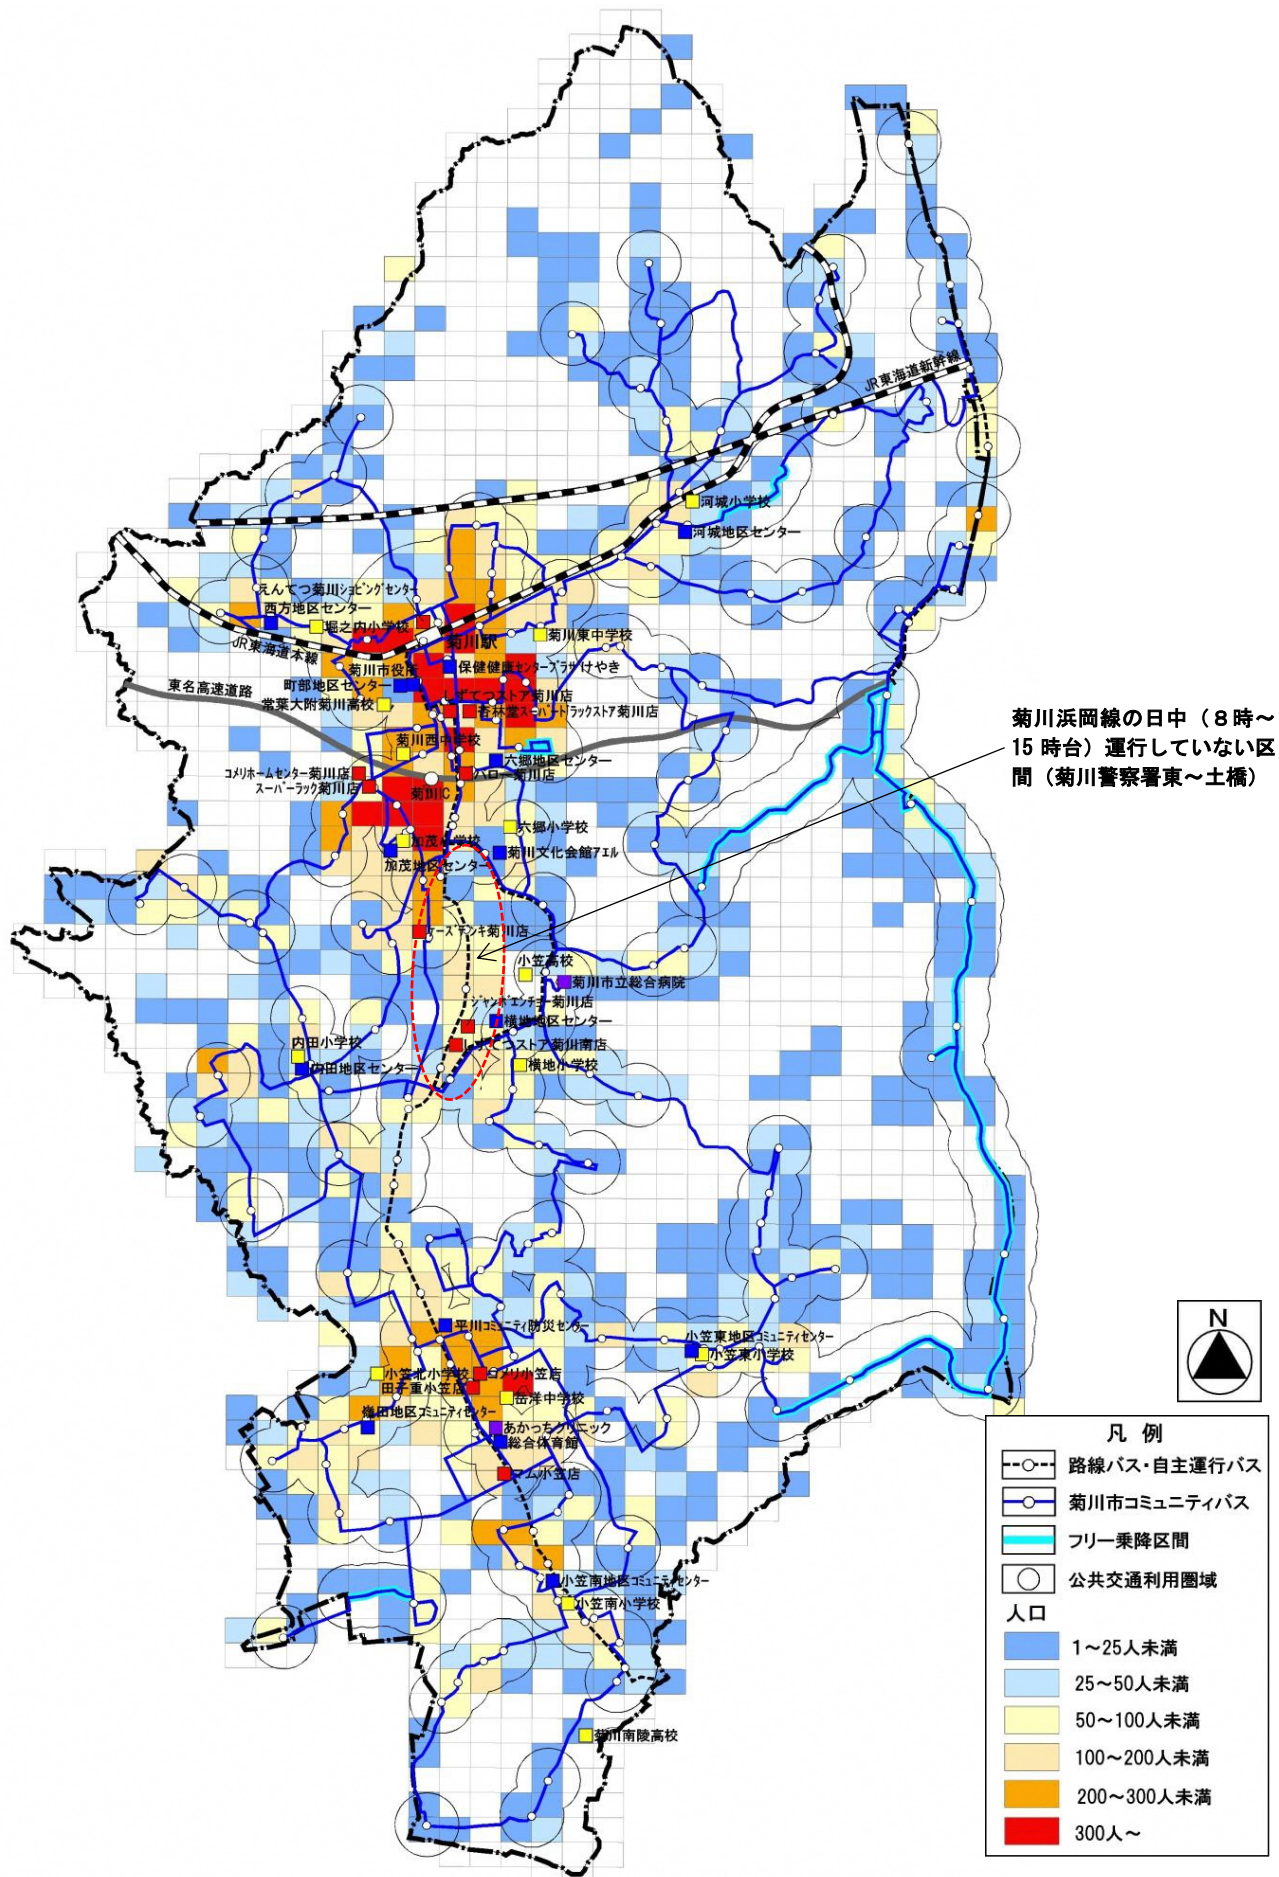 JR東海道新幹線
河城小学校
河城地区センター
えんてつ菊川ショッピングセンター
西方地区センター
堀之内小学校
JR東海道本線
菊川駅
菊川東中学校
菊川市役所
保健健康センタープラザけやき
町部地区センター
東名高速道路
しずてつストア菊川店
常葉大附菊川高校
杏林堂スーパードラックストア菊川店
菊川浜岡線の日中（８時～
15 時台）運行していない区
間（菊川警察署東～土橋）
菊川西中学校
六郷地区センター
コメリホームセンター菊川店
バロー菊川店
スーパーラック菊川店
菊川IC
六郷小学校
加茂小学校
菊川文化会館アエル
加茂地区センター
ケーズデンキ菊川店
小笠高校
菊川市立総合病院
ジャンボエンチョー菊川店
横地地区センター
内田小学校
しずてつストア菊川南店
内田地区センター
横地小学校
平川コミュニティ防災センター
小笠東地区コミュニティセンター
小笠東小学校
小笠北小学校
コメリ小笠店
田子重小笠店
岳洋中学校
嶺田地区コミュニティセンター
あかっちクリニック
総合体育館
マム小笠店
小笠南地区コミュニティセンター
小笠南小学校
菊川南陵高校
N
凡 例
路線バス・自主運行バス
菊川市コミュニティバス
フリー乗降区間
公共交通利用圏域
人口
1～25人未満
25～50人未満
50～100人未満
100～200人未満
200～300人未満
300人～